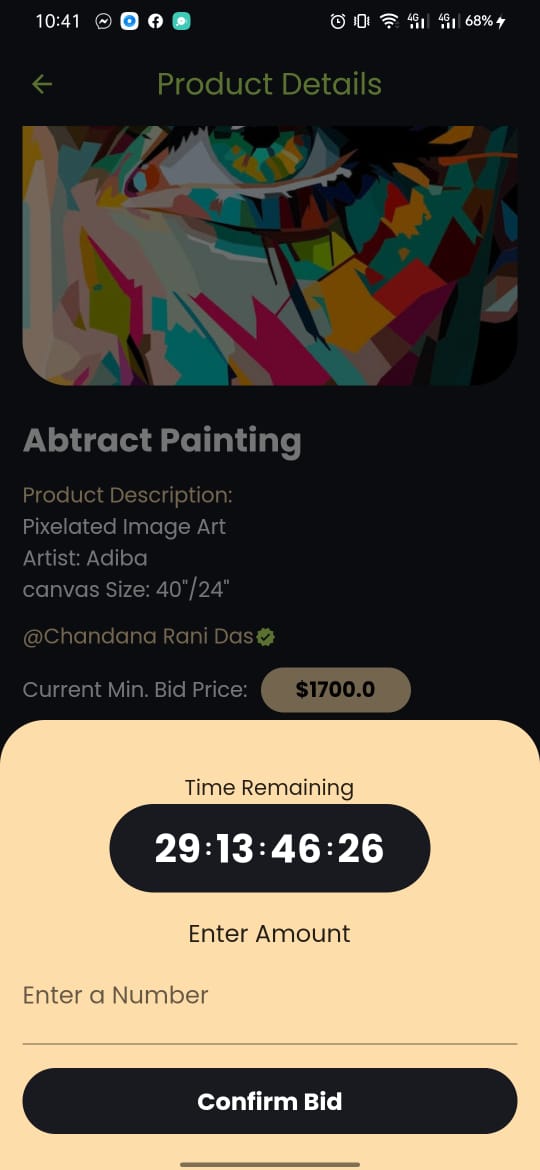 10:41 4G 4G 68%
Product Details
Abtract Painting
Product Description:
Pixelated Image Art
Artist: Adiba
canvas Size: 40"/24"
@Chandana Rani Das
Current Min. Bid Price: $1700.0
Time Remaining
29:13:46:26
Enter Amount
Enter a Number
Confirm Bid